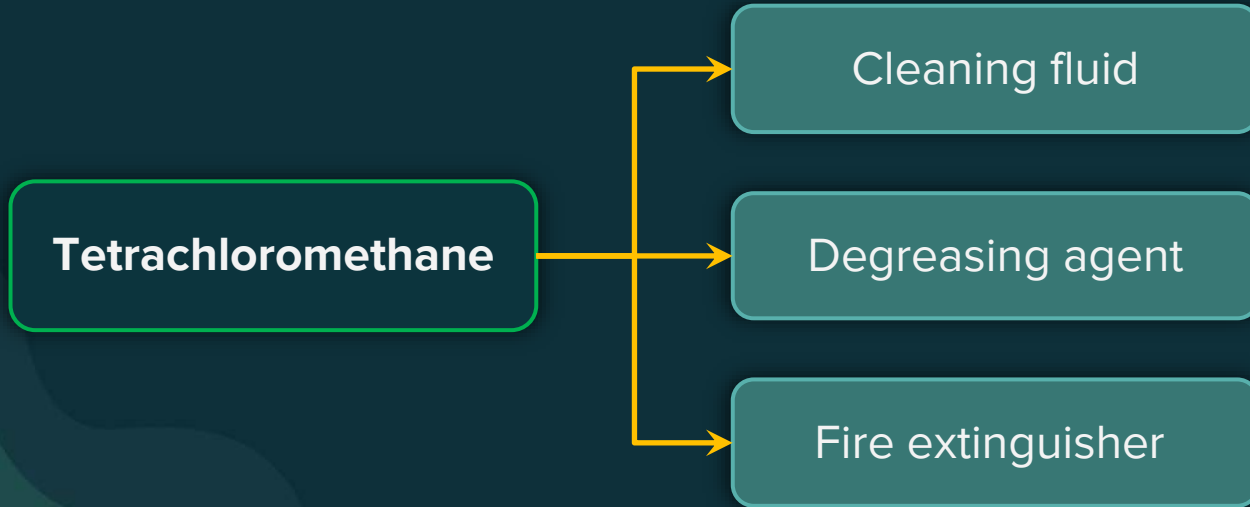 Tetrachloromethane
Cleaning fluid
Degreasing agent
Fire extinguisher